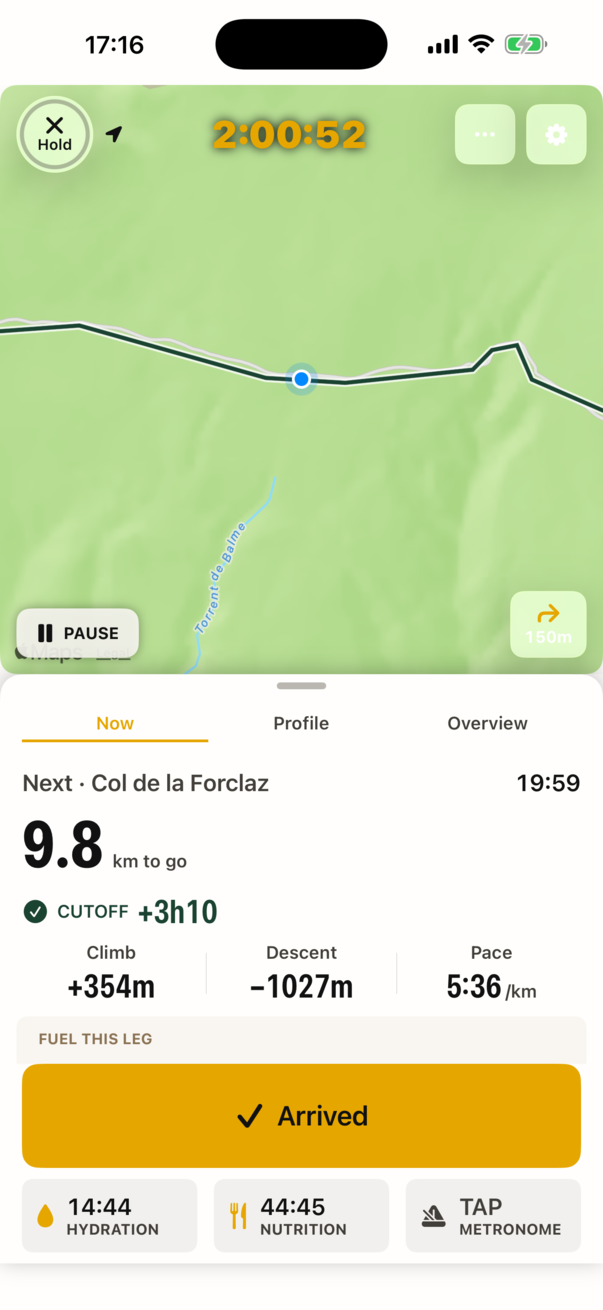 17:16
Hold
2:00:52
Torrent de Balme
PAUSE
150m
Maps Legal
Now Profile Overview
Next · Col de la Forclaz 19:59
9.8 km to go
CUTOFF +3h10
Climb Descent Pace
+354m −1027m 5:36 /km
FUEL THIS LEG
Arrived
14:44 44:45 TAP
HYDRATION NUTRITION METRONOME